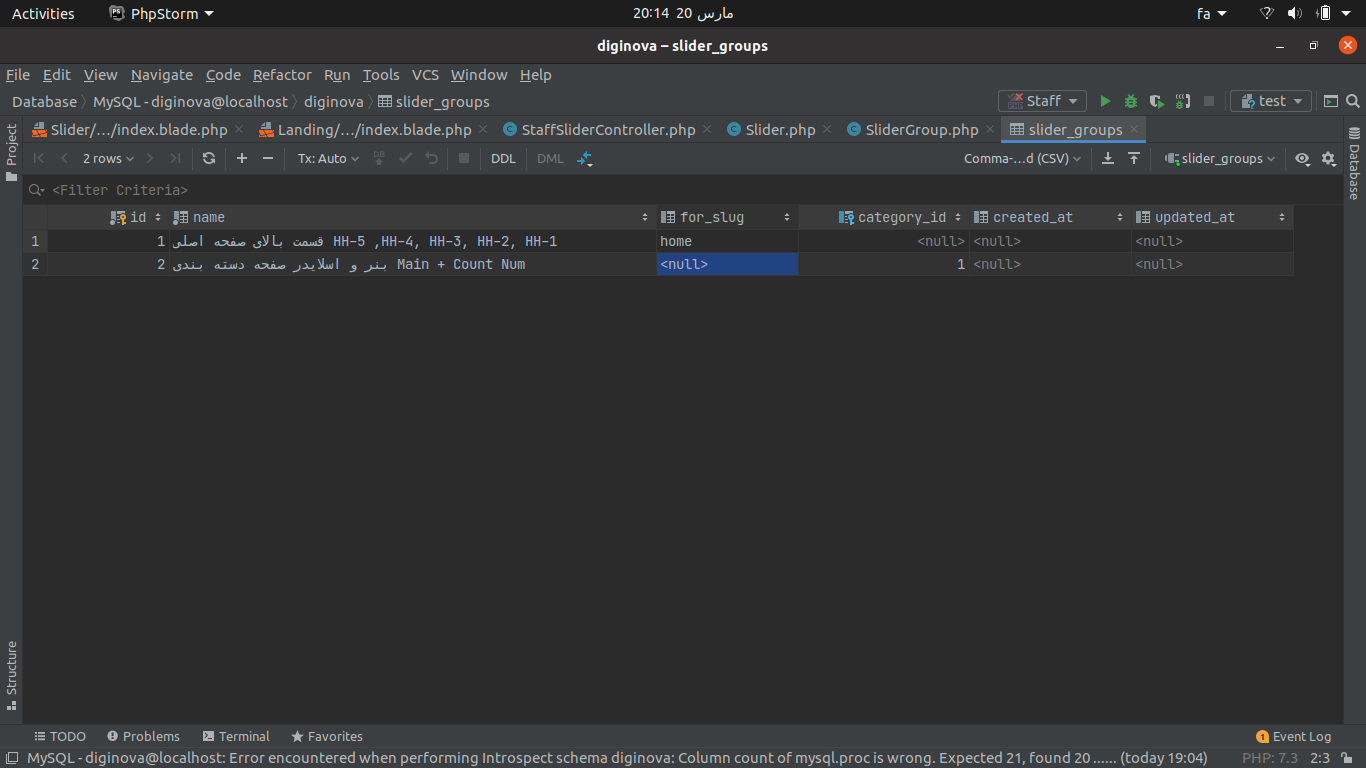 Activities PhpStorm مارس 20 20:14 fa
diginova – slider_groups
File Edit View Navigate Code Refactor Run Tools VCS Window Help
Database MySQL - diginova@localhost diginova slider_groups Staff test
Slider/…/index.blade.php Landing/…/index.blade.php StaffSliderController.php Slider.php SliderGroup.php slider_groups
2 rows Tx: Auto DB DDL DML Comma-…d (CSV) slider_groups
<Filter Criteria>
id name for_slug category_id created_at updated_at
1 1 قسمت بالای صفحه اصلی HH-5 ,HH-4, HH-3, HH-2, HH-1 home <null> <null> <null>
2 2 بنر و اسلایدر صفحه دسته بندی Main + Count Num <null> 1 <null> <null>
Project
Structure
Database
TODO Problems Terminal Favorites 1 Event Log
MySQL - diginova@localhost: Error encountered when performing Introspect schema diginova: Column count of mysql.proc is wrong. Expected 21, found 20 ...... (today 19:04) PHP: 7.3 2:3